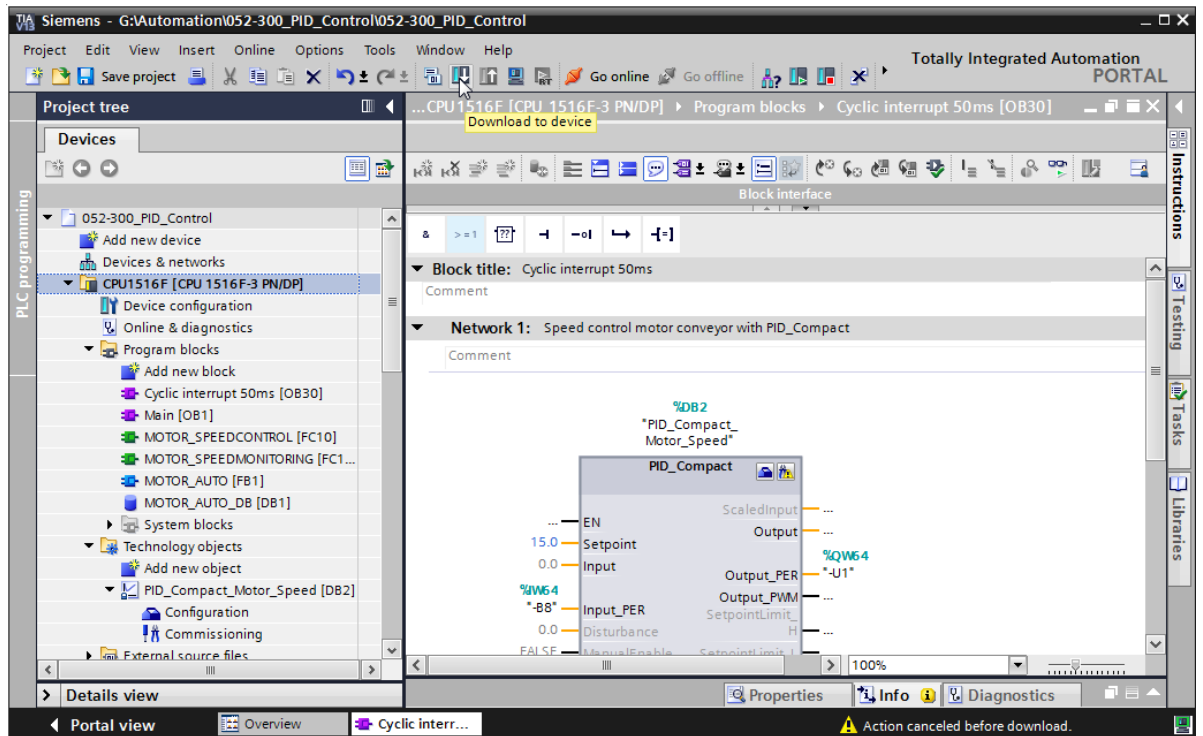 TIA V13 Siemens - G:\Automation\052-300_PID_Control\052-300_PID_Control
Project Edit View Insert Online Options Tools Window Help
Totally Integrated Automation
PORTAL
Save project Go online Go offline
Project tree
...CPU1516F [CPU 1516F-3 PN/DP] Program blocks Cyclic interrupt 50ms [OB30]
Download to device
Devices
Block interface
PLC programming
052-300_PID_Control
Add new device
Devices & networks
CPU1516F [CPU 1516F-3 PN/DP]
Device configuration
Online & diagnostics
Program blocks
Add new block
Cyclic interrupt 50ms [OB30]
Main [OB1]
MOTOR_SPEEDCONTROL [FC10]
MOTOR_SPEEDMONITORING [FC1...
MOTOR_AUTO [FB1]
MOTOR_AUTO_DB [DB1]
System blocks
Technology objects
Add new object
PID_Compact_Motor_Speed [DB2]
Configuration
Commissioning
External source files
Details view
& >=1 ?? -| -o| -[=]
Block title: Cyclic interrupt 50ms
Comment
Network 1: Speed control motor conveyor with PID_Compact
Comment
%DB2
"PID_Compact_
Motor_Speed"
PID_Compact
ScaledInput ...
... EN
Output ...
15.0 Setpoint
%QW64
0.0 Input
Output_PER "-U1"
%IW64
Output_PWM ...
"-B8" Input_PER
SetpointLimit_
H ...
0.0 Disturbance
FALSE ManualEnable SetpointLimit_L
100%
Properties Info Diagnostics
Instructions
Testing
Tasks
Libraries
Portal view Overview Cyclic interr... Action canceled before download.